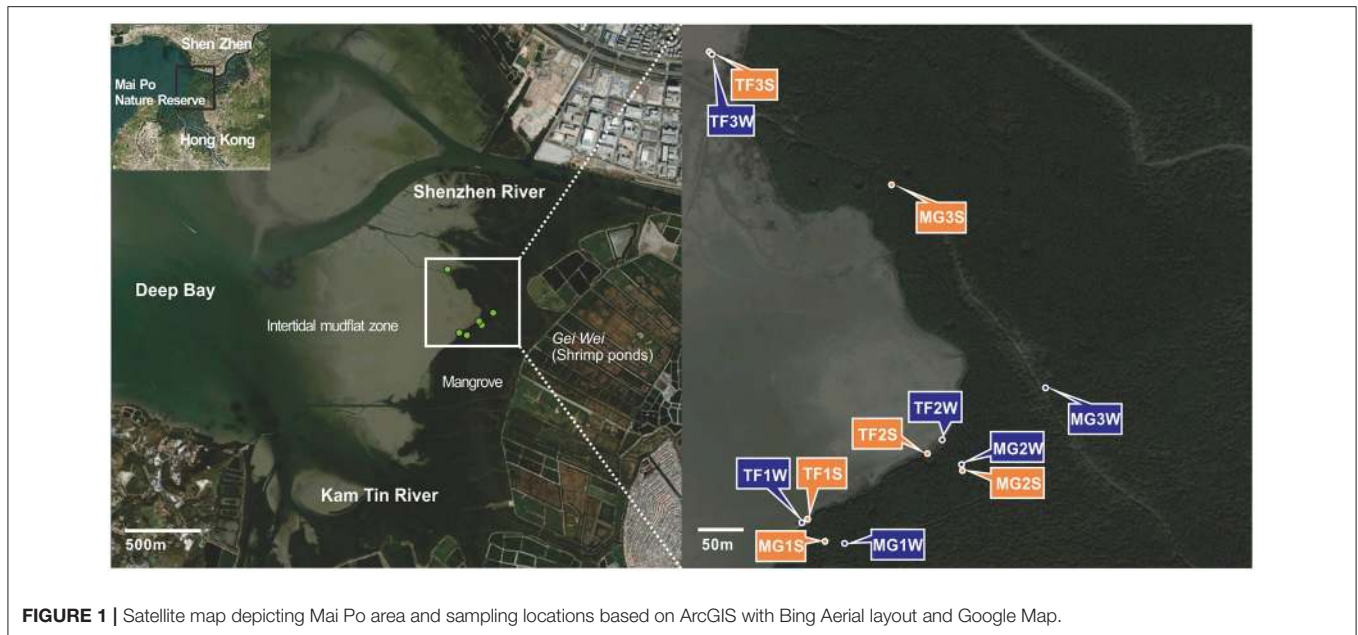 Shen Zhen
Mai Po
Nature Reserve
Hong Kong
Shenzhen River
Deep Bay
Intertidal mudflat zone
Gei Wei
(Shrimp ponds)
Mangrove
Kam Tin River
500m
TF3S
TF3W
MG3S
MG3W
TF2W
TF2S
MG2W
MG2S
TF1W
TF1S
MG1S
MG1W
50m
FIGURE 1 | Satellite map depicting Mai Po area and sampling locations based on ArcGIS with Bing Aerial layout and Google Map.